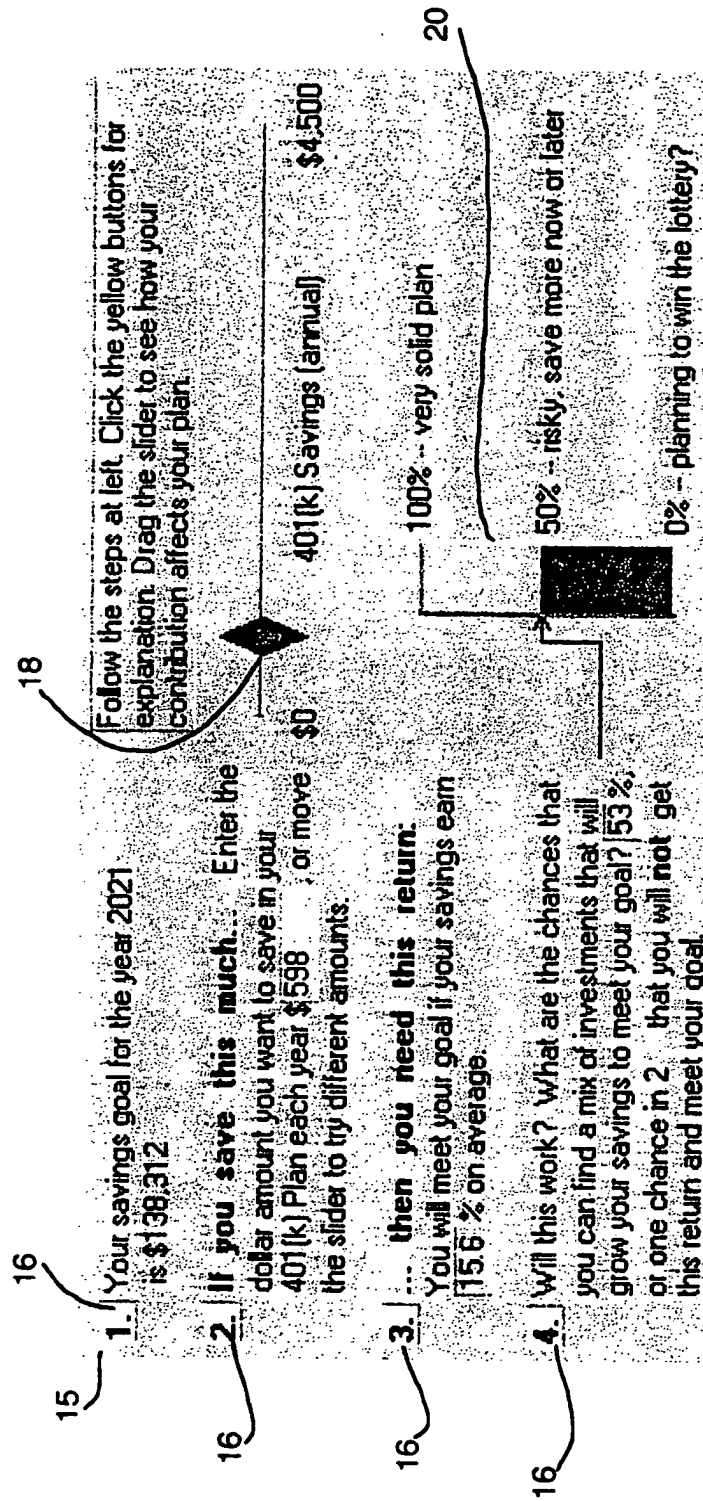 15
16
1. Your savings goal for the year 2021
is $138,312
16
2. If you save this much... Enter the
dollar amount you want to save in your
401(k) Plan each year $ 598 , or move
the slider to try different amounts.
16
3. ... then you need this return:
You will meet your goal if your savings earn
15.6 % on average.
16
4. Will this work? What are the chances that
you can find a mix of investments that will
grow your savings to meet your goal? 53 %,
or one chance in 2 that you will not get
this return and meet your goal.
18
Follow the steps at left. Click the yellow buttons for
explanation. Drag the slider to see how your
contribution affects your plan.
$0 401(k) Savings (annual) $4,500
100% -- very solid plan
20
50% -- risky, save more now or later
0% -- planning to win the lottery?